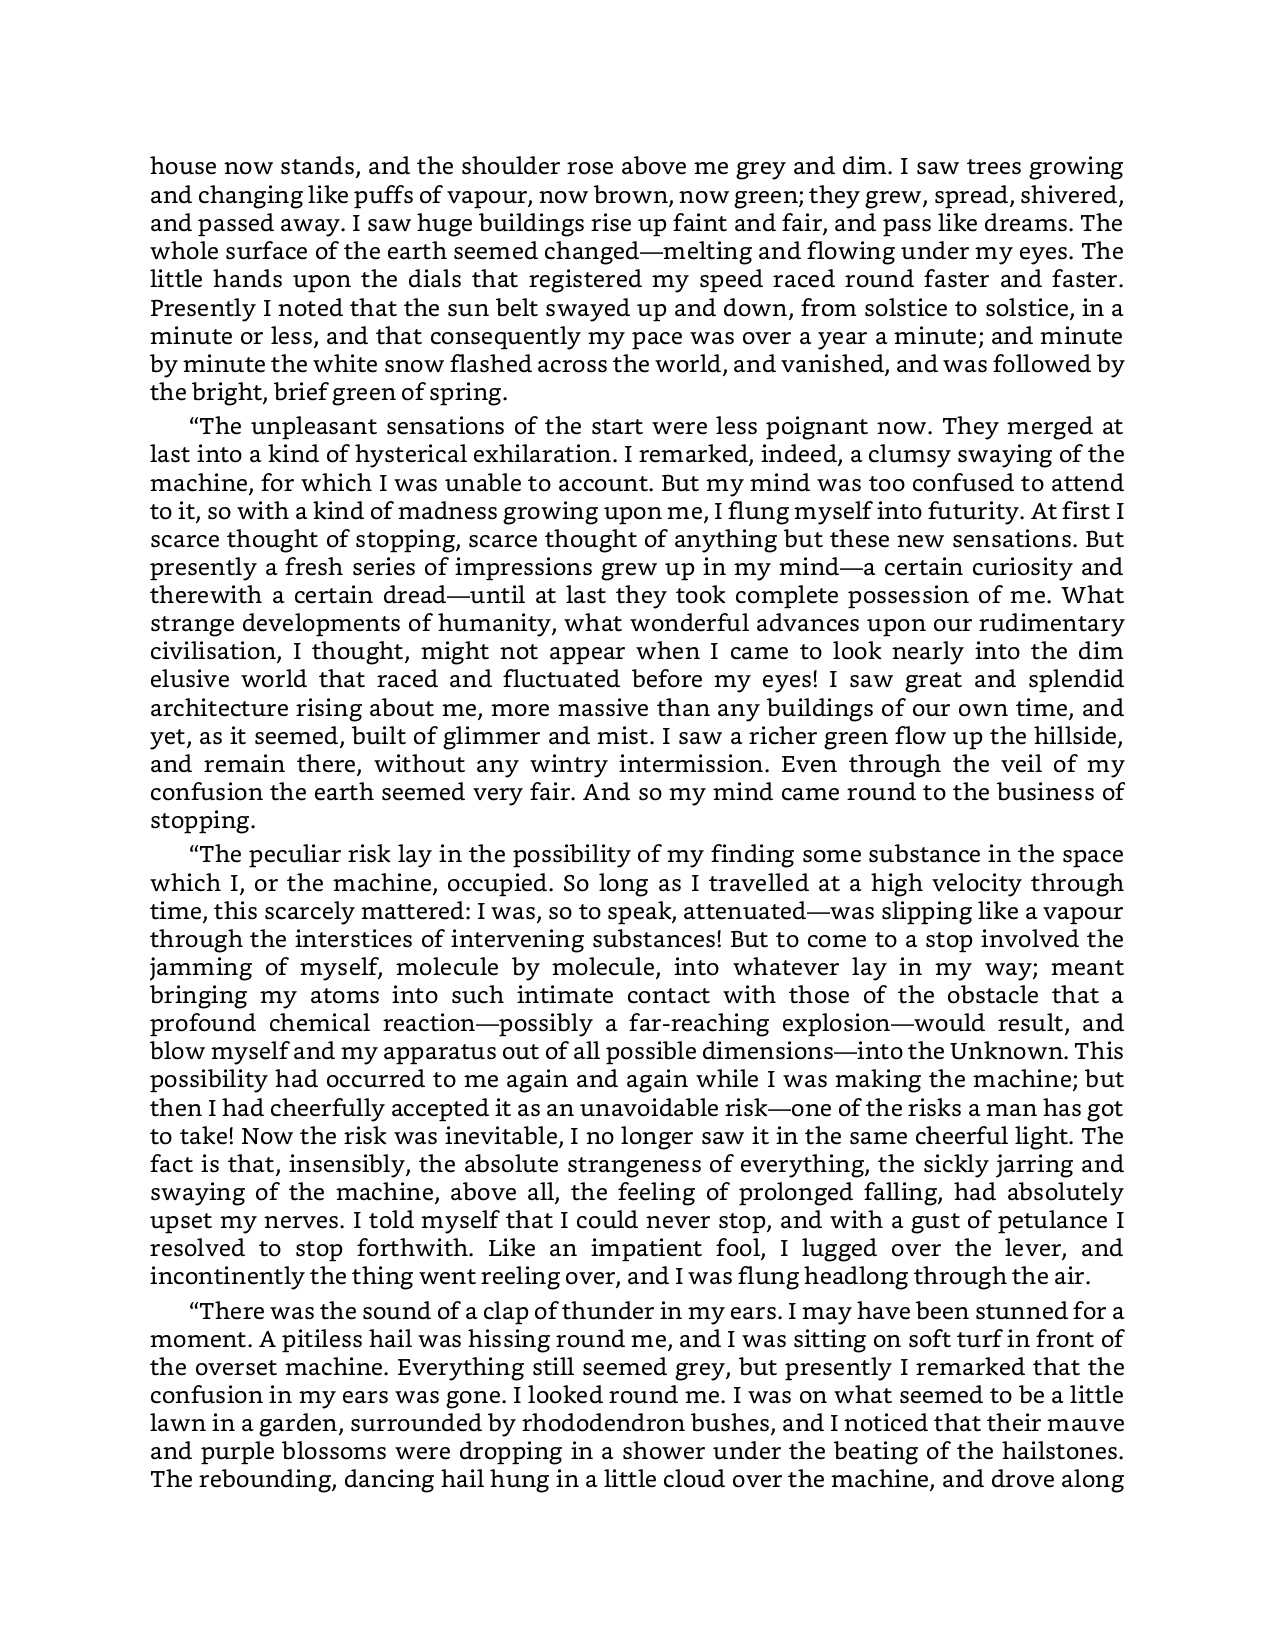 house now stands, and the shoulder rose above me grey and dim. I saw trees growing
and changing like puffs of vapour, now brown, now green; they grew, spread, shivered,
and passed away. I saw huge buildings rise up faint and fair, and pass like dreams. The
whole surface of the earth seemed changed—melting and flowing under my eyes. The
little hands upon the dials that registered my speed raced round faster and faster.
Presently I noted that the sun belt swayed up and down, from solstice to solstice, in a
minute or less, and that consequently my pace was over a year a minute; and minute
by minute the white snow flashed across the world, and vanished, and was followed by
the bright, brief green of spring.
“The unpleasant sensations of the start were less poignant now. They merged at
last into a kind of hysterical exhilaration. I remarked, indeed, a clumsy swaying of the
machine, for which I was unable to account. But my mind was too confused to attend
to it, so with a kind of madness growing upon me, I flung myself into futurity. At first I
scarce thought of stopping, scarce thought of anything but these new sensations. But
presently a fresh series of impressions grew up in my mind—a certain curiosity and
therewith a certain dread—until at last they took complete possession of me. What
strange developments of humanity, what wonderful advances upon our rudimentary
civilisation, I thought, might not appear when I came to look nearly into the dim
elusive world that raced and fluctuated before my eyes! I saw great and splendid
architecture rising about me, more massive than any buildings of our own time, and
yet, as it seemed, built of glimmer and mist. I saw a richer green flow up the hillside,
and remain there, without any wintry intermission. Even through the veil of my
confusion the earth seemed very fair. And so my mind came round to the business of
stopping.
“The peculiar risk lay in the possibility of my finding some substance in the space
which I, or the machine, occupied. So long as I travelled at a high velocity through
time, this scarcely mattered: I was, so to speak, attenuated—was slipping like a vapour
through the interstices of intervening substances! But to come to a stop involved the
jamming of myself, molecule by molecule, into whatever lay in my way; meant
bringing my atoms into such intimate contact with those of the obstacle that a
profound chemical reaction—possibly a far-reaching explosion—would result, and
blow myself and my apparatus out of all possible dimensions—into the Unknown. This
possibility had occurred to me again and again while I was making the machine; but
then I had cheerfully accepted it as an unavoidable risk—one of the risks a man has got
to take! Now the risk was inevitable, I no longer saw it in the same cheerful light. The
fact is that, insensibly, the absolute strangeness of everything, the sickly jarring and
swaying of the machine, above all, the feeling of prolonged falling, had absolutely
upset my nerves. I told myself that I could never stop, and with a gust of petulance I
resolved to stop forthwith. Like an impatient fool, I lugged over the lever, and
incontinently the thing went reeling over, and I was flung headlong through the air.
“There was the sound of a clap of thunder in my ears. I may have been stunned for a
moment. A pitiless hail was hissing round me, and I was sitting on soft turf in front of
the overset machine. Everything still seemed grey, but presently I remarked that the
confusion in my ears was gone. I looked round me. I was on what seemed to be a little
lawn in a garden, surrounded by rhododendron bushes, and I noticed that their mauve
and purple blossoms were dropping in a shower under the beating of the hailstones.
The rebounding, dancing hail hung in a little cloud over the machine, and drove along